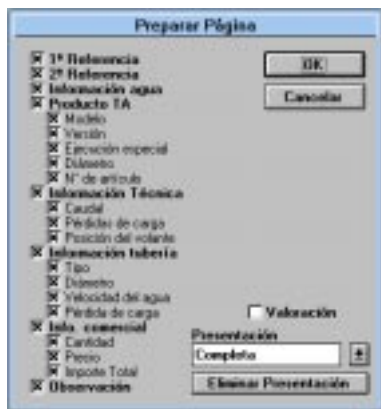 Preparar Página
1ª Referencia
2ª Referencia
Información agua
Producto TA
Modelo
Versión
Ejecución especial
Diámetro
N° de artículo
Información Técnica
Caudal
Pérdidas de carga
Posición del volante
Información tubería
Tipo
Diámetro
Velocidad del agua
Pérdida de carga
Info. comercial
Cantidad
Precio
Importe Total
Observación
OK
Cancelar
Valoración
Presentación
Completa
Eliminar Presentación